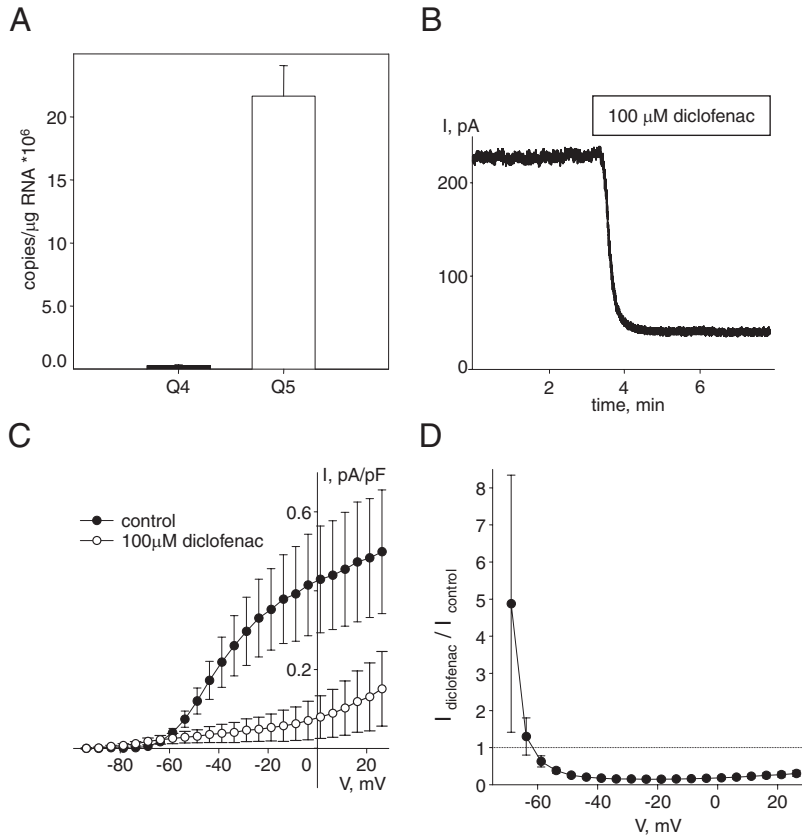 A
copies/µg RNA *10⁶
20
15
10
5
0.0
Q4
Q5
B
100 µM diclofenac
I, pA
200
100
0
2
4
6
time, min
C
I, pA/pF
control
100µM diclofenac
0.6
0.2
-80
-60
-40
-20
0
20
V, mV
D
I diclofenac / I control
8
7
6
5
4
3
2
1
0
-60
-40
-20
0
20
V, mV